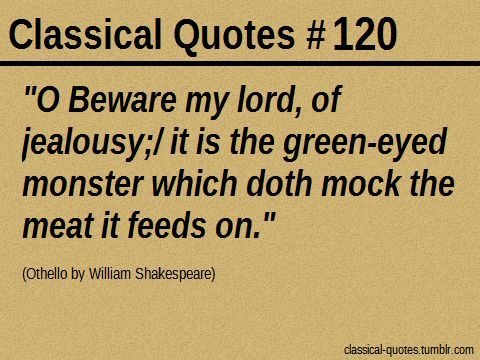 Classical Quotes # 120
"O Beware my lord, of
jealousy;/ it is the green-eyed
monster which doth mock the
meat it feeds on."
(Othello by William Shakespeare)
classical-quotes.tumblr.com